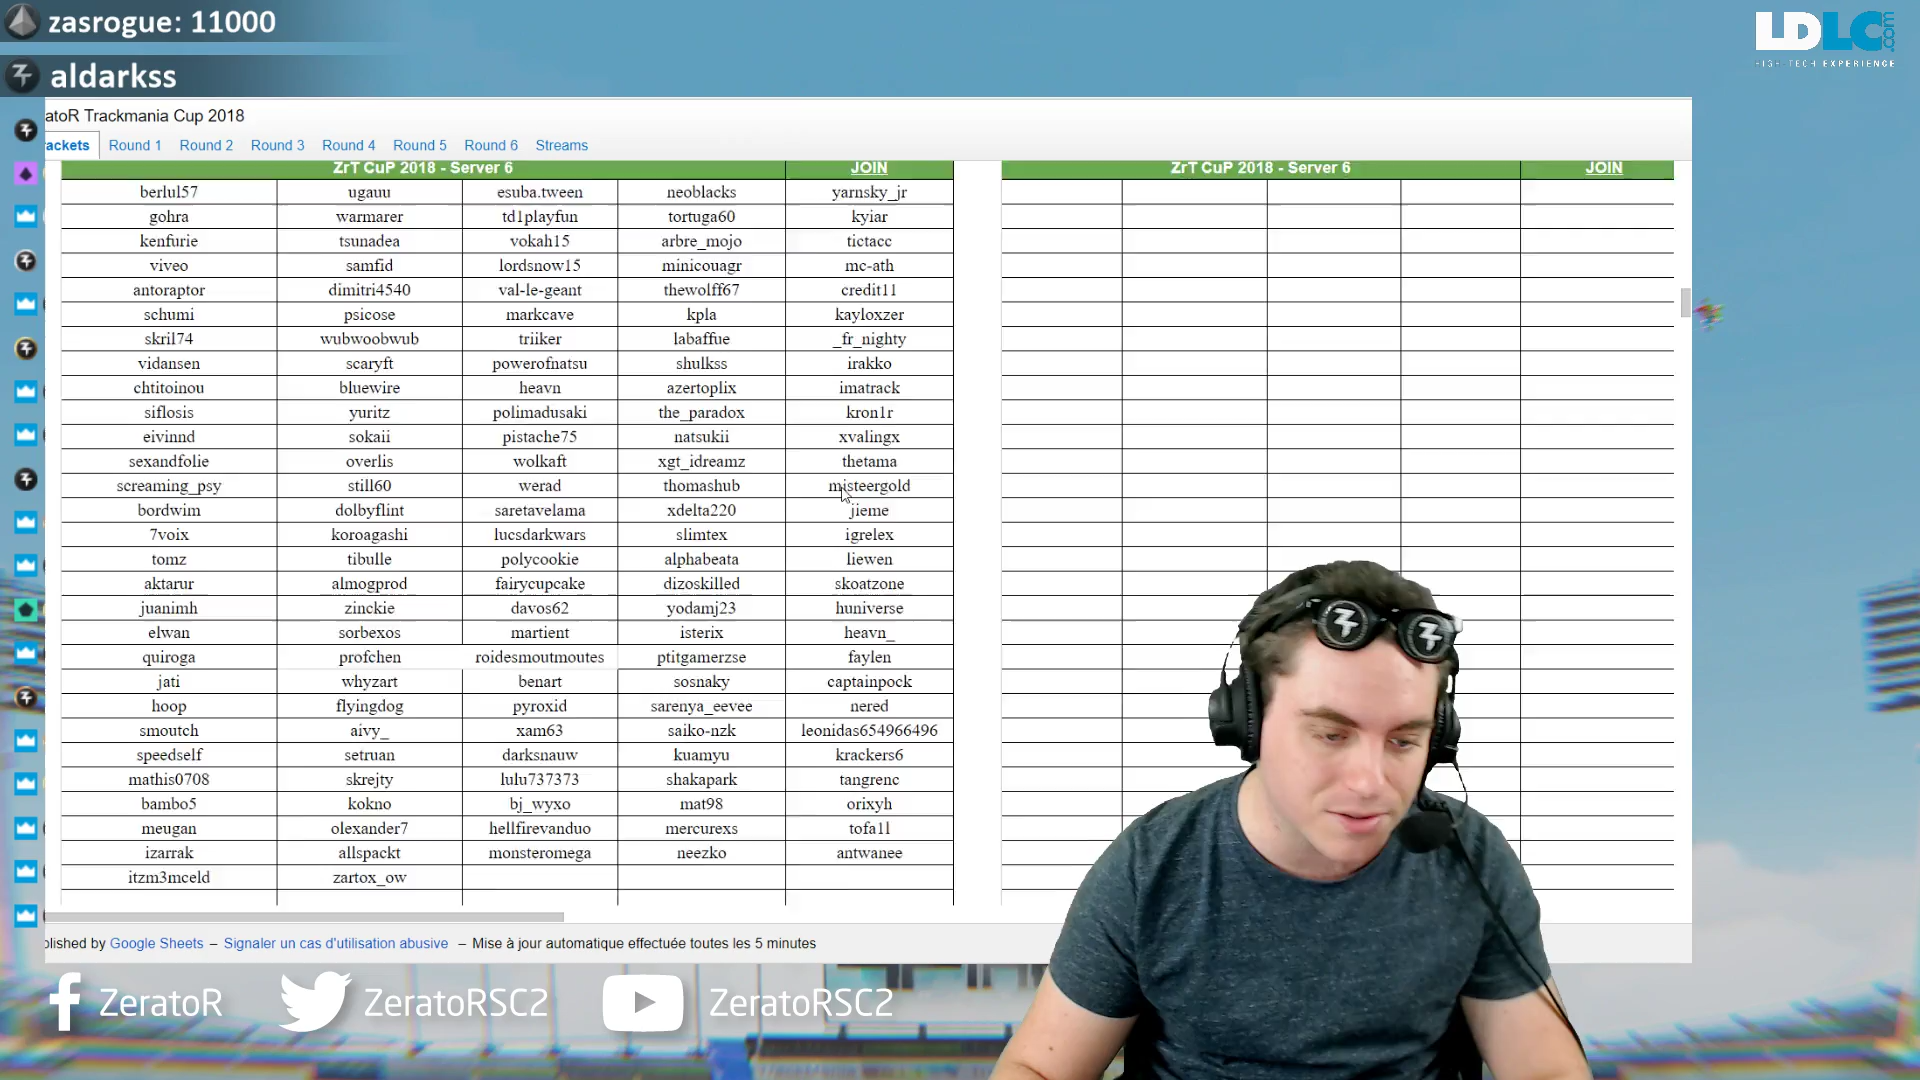 zasrogue: 11000
LDLC.com
HIGH TECH EXPERIENCE
aldarkss
atoR Trackmania Cup 2018
ackets Round 1 Round 2 Round 3 Round 4 Round 5 Round 6 Streams
ZrT CuP 2018 - Server 6 JOIN ZrT CuP 2018 - Server 6 JOIN
berlul57 ugauu esuba.tween neoblacks yarnsky_jr
gohra warmarer td1playfun tortuga60 kyiar
kenfurie tsunadea vokah15 arbre_mojo tictacc
viveo samfid lordsnow15 minicouagr mc-ath
antoraptor dimitri4540 val-le-geant thewolff67 credit11
schumi psicose markcave kpla kayloxzer
skril74 wubwoobwub triiker labaffue _fr_nighty
vidansen scaryft powerofnatsu shulkss irakko
chtitoinou bluewire heavn azertoplix imatrack
siflosis yuritz polimadusaki the_paradox kron1r
eivinnd sokaii pistache75 natsukii xvalingx
sexandfolie overlis wolkaft xgt_idreamz thetama
screaming_psy still60 werad thomashub misteergold
bordwim dolbyflint saretavelama xdelta220 jieme
7voix koroagashi lucsdarkwars slimtex igrelex
tomz tibulle polycookie alphabeata liewen
aktarur almogprod fairycupcake dizoskilled skoatzone
juanimh zinckie davos62 yodamj23 huniverse
elwan sorbexos martient isterix heavn_
quiroga profchen roidesmoutmoutes ptitgamerzse faylen
jati whyzart benart sosnaky captainpock
hoop flyingdog pyroxid sarenya_eevee nered
smoutch aivy_ xam63 saiko-nzk leonidas654966496
speedself setruan darksnauw kuamyu krackers6
mathis0708 skrejty lulu737373 shakapark tangrenc
bambo5 kokno bj_wyxo mat98 orixyh
meugan olexander7 hellfirevanduo mercurexs tofa1l
izarrak allspackt monsteromega neezko antwanee
itzm3mceld zartox_ow
blished by Google Sheets – Signaler un cas d'utilisation abusive – Mise à jour automatique effectuée toutes les 5 minutes
ZeratoR ZeratoRSC2 ZeratoRSC2